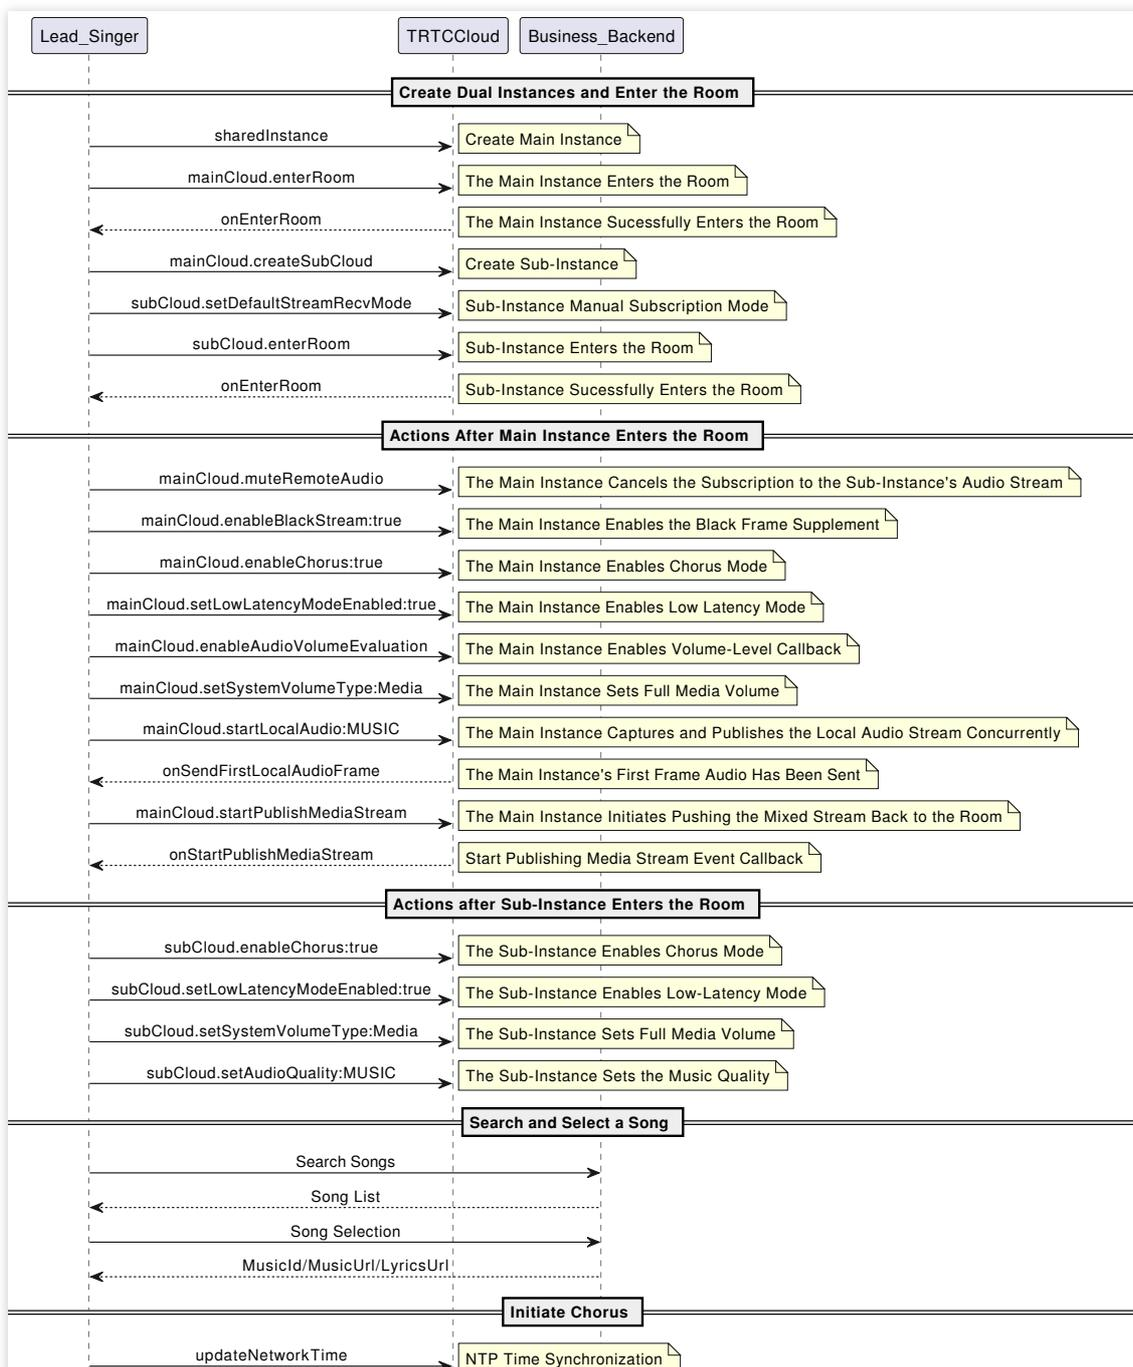 Lead_Singer TRTCCloud Business_Backend
Create Dual Instances and Enter the Room
sharedInstance Create Main Instance
mainCloud.enterRoom The Main Instance Enters the Room
onEnterRoom The Main Instance Sucessfully Enters the Room
mainCloud.createSubCloud Create Sub-Instance
subCloud.setDefaultStreamRecvMode Sub-Instance Manual Subscription Mode
subCloud.enterRoom Sub-Instance Enters the Room
onEnterRoom Sub-Instance Sucessfully Enters the Room
Actions After Main Instance Enters the Room
mainCloud.muteRemoteAudio The Main Instance Cancels the Subscription to the Sub-Instance's Audio Stream
mainCloud.enableBlackStream:true The Main Instance Enables the Black Frame Supplement
mainCloud.enableChorus:true The Main Instance Enables Chorus Mode
mainCloud.setLowLatencyModeEnabled:true The Main Instance Enables Low Latency Mode
mainCloud.enableAudioVolumeEvaluation The Main Instance Enables Volume-Level Callback
mainCloud.setSystemVolumeType:Media The Main Instance Sets Full Media Volume
mainCloud.startLocalAudio:MUSIC The Main Instance Captures and Publishes the Local Audio Stream Concurrently
onSendFirstLocalAudioFrame The Main Instance's First Frame Audio Has Been Sent
mainCloud.startPublishMediaStream The Main Instance Initiates Pushing the Mixed Stream Back to the Room
onStartPublishMediaStream Start Publishing Media Stream Event Callback
Actions after Sub-Instance Enters the Room
subCloud.enableChorus:true The Sub-Instance Enables Chorus Mode
subCloud.setLowLatencyModeEnabled:true The Sub-Instance Enables Low-Latency Mode
subCloud.setSystemVolumeType:Media The Sub-Instance Sets Full Media Volume
subCloud.setAudioQuality:MUSIC The Sub-Instance Sets the Music Quality
Search and Select a Song
Search Songs
Song List
Song Selection
MusicId/MusicUrl/LyricsUrl
Initiate Chorus
updateNetworkTime NTP Time Synchronization